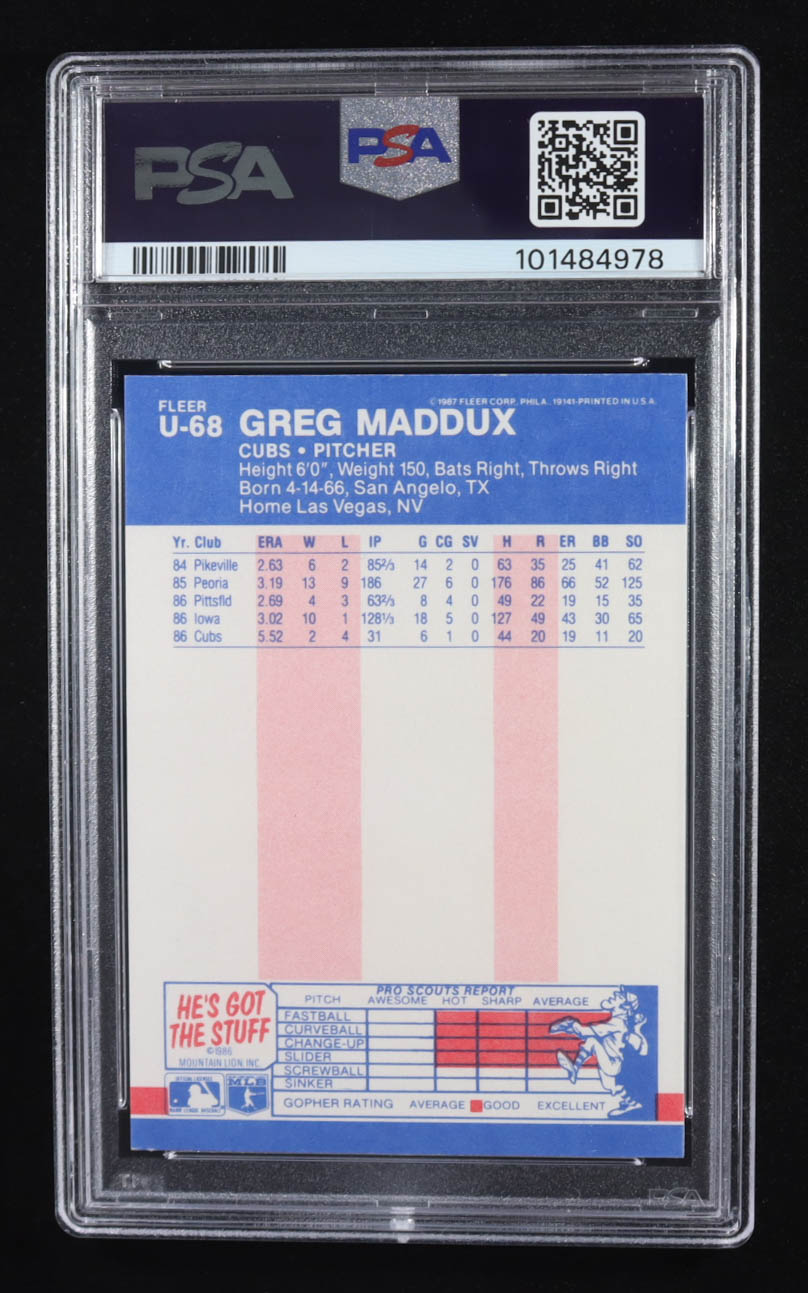 PSA
PSA
101484978
FLEER
U-68 GREG MADDUX
©1987 FLEER CORP. PHILA. 19141-PRINTED IN U.S.A.
CUBS • PITCHER
Height 6'0", Weight 150, Bats Right, Throws Right
Born 4-14-66, San Angelo, TX
Home Las Vegas, NV
Yr. Club ERA W L IP G CG SV H R ER BB SO
84 Pikeville 2.63 6 2 85⅔ 14 2 0 63 35 25 41 62
85 Peoria 3.19 13 9 186 27 6 0 176 86 66 52 125
86 Pittsfld 2.69 4 3 63⅔ 8 4 0 49 22 19 15 35
86 Iowa 3.02 10 1 128⅓ 18 5 0 127 49 43 30 65
86 Cubs 5.52 2 4 31 6 1 0 44 20 19 11 20
HE'S GOT
THE STUFF
©1986
MOUNTAIN LION, INC.
PRO SCOUTS REPORT
PITCH AWESOME HOT SHARP AVERAGE
FASTBALL
CURVEBALL
CHANGE-UP
SLIDER
SCREWBALL
SINKER
GOPHER RATING AVERAGE GOOD EXCELLENT
OFFICIAL LICENSEE
MAJOR LEAGUE BASEBALL
MLB
PSA